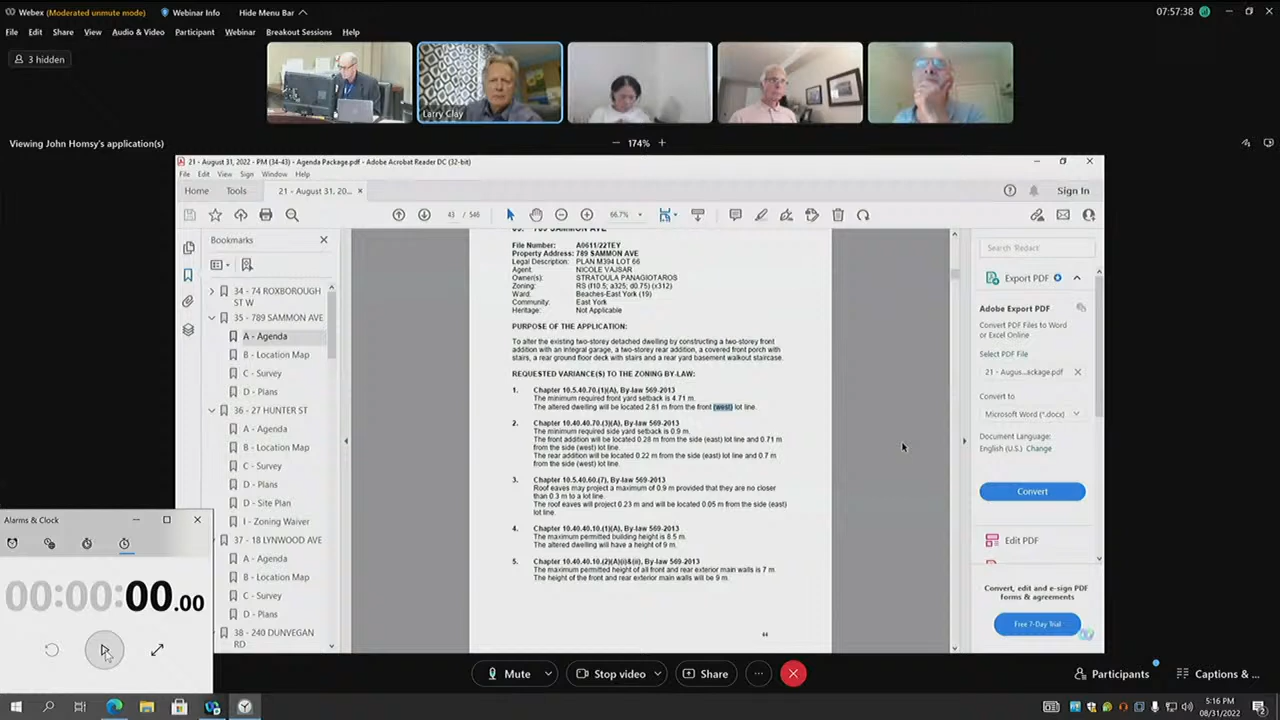 Webex (Moderated unmute mode) Webinar Info Hide Menu Bar 07:57:38
File Edit Share View Audio & Video Participant Webinar Breakout Sessions Help
3 hidden
Larry Clay
Viewing John Homsy's application(s) 174%
21 - August 31, 2022 - PM (34-43) - Agenda Package.pdf - Adobe Acrobat Reader DC (32-bit)
File Edit View Sign Window Help
Home Tools 21 - August 31, 20... × Sign In
43 / 546 66.7%
Bookmarks
34 - 74 ROXBOROUGH
ST W
35 - 789 SAMMON AVE
A - Agenda
B - Location Map
C - Survey
D - Plans
36 - 27 HUNTER ST
A - Agenda
B - Location Map
C - Survey
D - Plans
D - Site Plan
I - Zoning Waiver
37 - 18 LYNWOOD AVE
A - Agenda
B - Location Map
C - Survey
D - Plans
38 - 240 DUNVEGAN
RD
789 SAMMON AVE
File Number: A0611/22TEY
Property Address: 789 SAMMON AVE
Legal Description: PLAN M394 LOT 66
Agent: NICOLE VAJSAR
Owner(s): STRATOULA PANAGIOTAROS
Zoning: RS (f10.5; a325; d0.75) (x312)
Ward: Beaches-East York (19)
Community: East York
Heritage: Not Applicable
PURPOSE OF THE APPLICATION:
To alter the existing two-storey detached dwelling by constructing a two-storey front
addition with an integral garage, a two-storey rear addition, a covered front porch with
stairs, a rear ground floor deck with stairs and a rear yard basement walkout staircase.
REQUESTED VARIANCE(S) TO THE ZONING BY-LAW:
1. Chapter 10.5.40.70.(1)(A), By-law 569-2013
The minimum required front yard setback is 4.71 m.
The altered dwelling will be located 2.61 m from the front (west) lot line.
2. Chapter 10.40.40.70.(3)(A), By-law 569-2013
The minimum required side yard setback is 0.9 m.
The front addition will be located 0.28 m from the side (east) lot line and 0.71 m
from the side (west) lot line.
The rear addition will be located 0.22 m from the side (east) lot line and 0.7 m
from the side (west) lot line.
3. Chapter 10.5.40.60.(7), By-law 569-2013
Roof eaves may project a maximum of 0.9 m provided that they are no closer
than 0.3 m to a lot line.
The roof eaves will project 0.23 m and will be located 0.05 m from the side (east)
lot line.
4. Chapter 10.40.40.10.(1)(A), By-law 569-2013
The maximum permitted building height is 8.5 m.
The altered dwelling will have a height of 9 m.
5. Chapter 10.40.40.10.(2)(A)(i)&(ii), By-law 569-2013
The maximum permitted height of all front and rear exterior main walls is 7 m.
The height of the front and rear exterior main walls will be 9 m.
44
Search 'Redact'
Export PDF
Adobe Export PDF
Convert PDF Files to Word
or Excel Online
Select PDF File
21 - Augus...ackage.pdf ×
Convert to
Microsoft Word (*.docx)
Document Language:
English (U.S.) Change
Convert
Edit PDF
Convert, edit and e-sign PDF
forms & agreements
Free 7-Day Trial
Alarms & Clock
00:00:00.00
Mute Stop video Share Participants Captions & ...
5:16 PM
08/31/2022